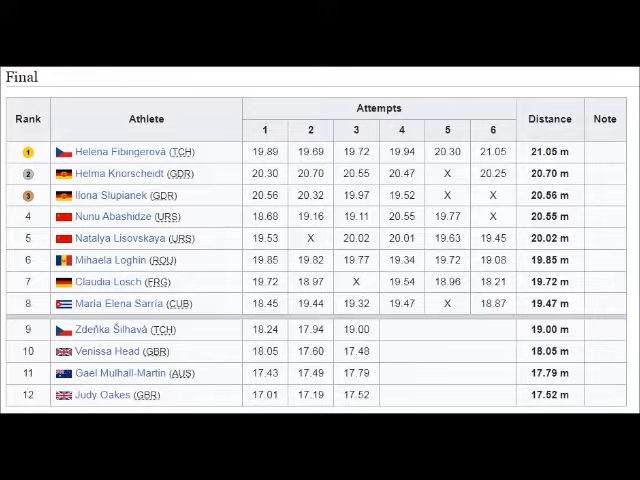 Final
Rank Athlete Attempts Distance Note
1 2 3 4 5 6
1 Helena Fibingerová (TCH) 19.89 19.69 19.72 19.94 20.30 21.05 21.05 m
2 Helma Knorscheidt (GDR) 20.30 20.70 20.55 20.47 X 20.25 20.70 m
3 Ilona Slupianek (GDR) 20.56 20.32 19.97 19.52 X X 20.56 m
4 Nunu Abashidze (URS) 18.68 19.16 19.11 20.55 19.77 X 20.55 m
5 Natalya Lisovskaya (URS) 19.53 X 20.02 20.01 19.63 19.45 20.02 m
6 Mihaela Loghin (ROU) 19.85 19.82 19.77 19.34 19.72 19.08 19.85 m
7 Claudia Losch (FRG) 19.72 18.97 X 19.54 18.96 18.21 19.72 m
8 María Elena Sarría (CUB) 18.45 19.44 19.32 19.47 X 18.87 19.47 m
9 Zdeňka Šilhavá (TCH) 18.24 17.94 19.00 19.00 m
10 Venissa Head (GBR) 18.05 17.60 17.48 18.05 m
11 Gael Mulhall-Martin (AUS) 17.43 17.49 17.79 17.79 m
12 Judy Oakes (GBR) 17.01 17.19 17.52 17.52 m